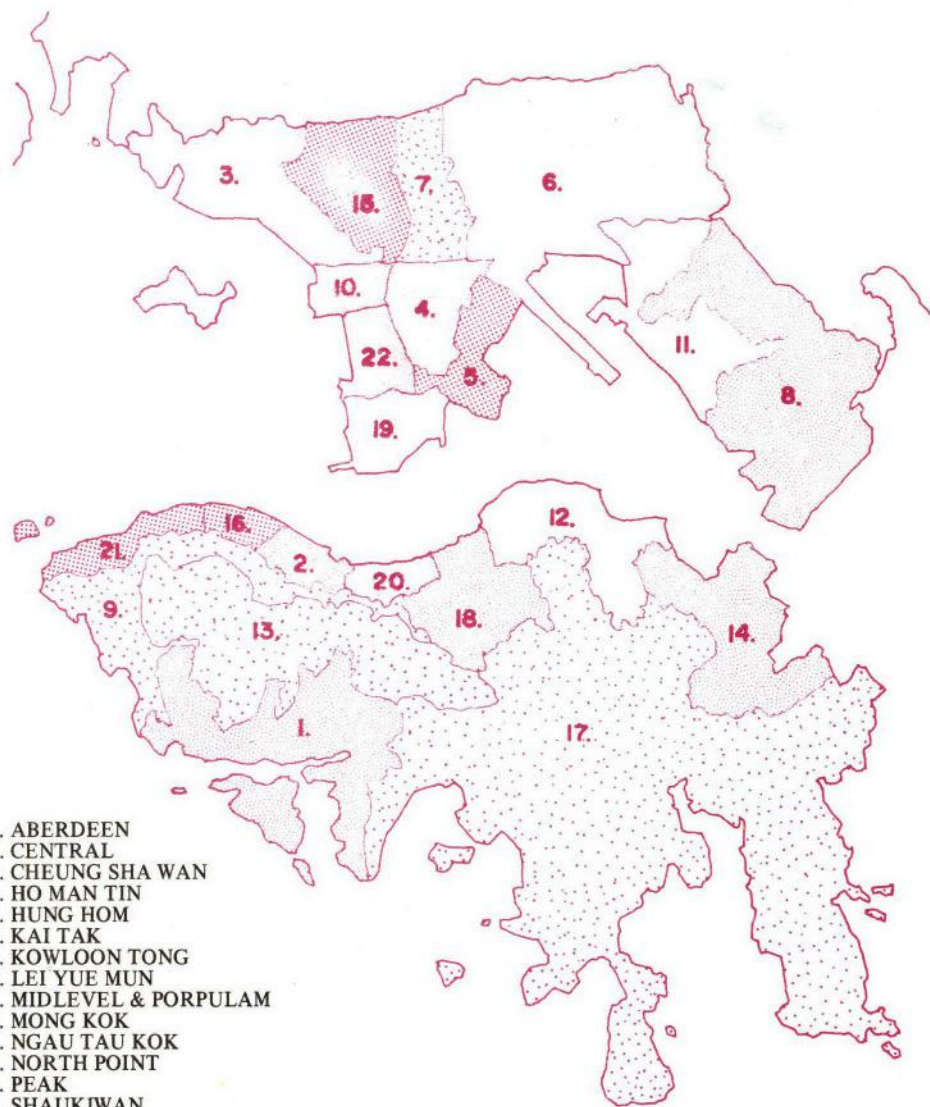 3.
15.
7.
6.
10.
4.
22.
5.
11.
8.
19.
12.
16.
21.
2.
20.
18.
9.
13.
14.
1.
17.
. ABERDEEN
. CENTRAL
. CHEUNG SHA WAN
. HO MAN TIN
. HUNG HOM
. KAI TAK
. KOWLOON TONG
. LEI YUE MUN
. MIDLEVEL & PORPULAM
. MONG KOK
. NGAU TAU KOK
. NORTH POINT
. PEAK
. SHAUKIWAN